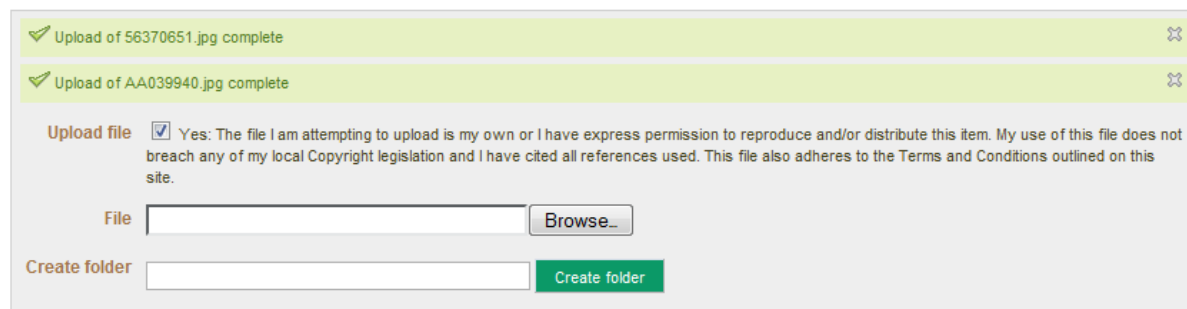 Upload of 56370651.jpg complete
Upload of AA039940.jpg complete
Upload file Yes: The file I am attempting to upload is my own or I have express permission to reproduce and/or distribute this item. My use of this file does not
breach any of my local Copyright legislation and I have cited all references used. This file also adheres to the Terms and Conditions outlined on this
site.
File Browse...
Create folder Create folder